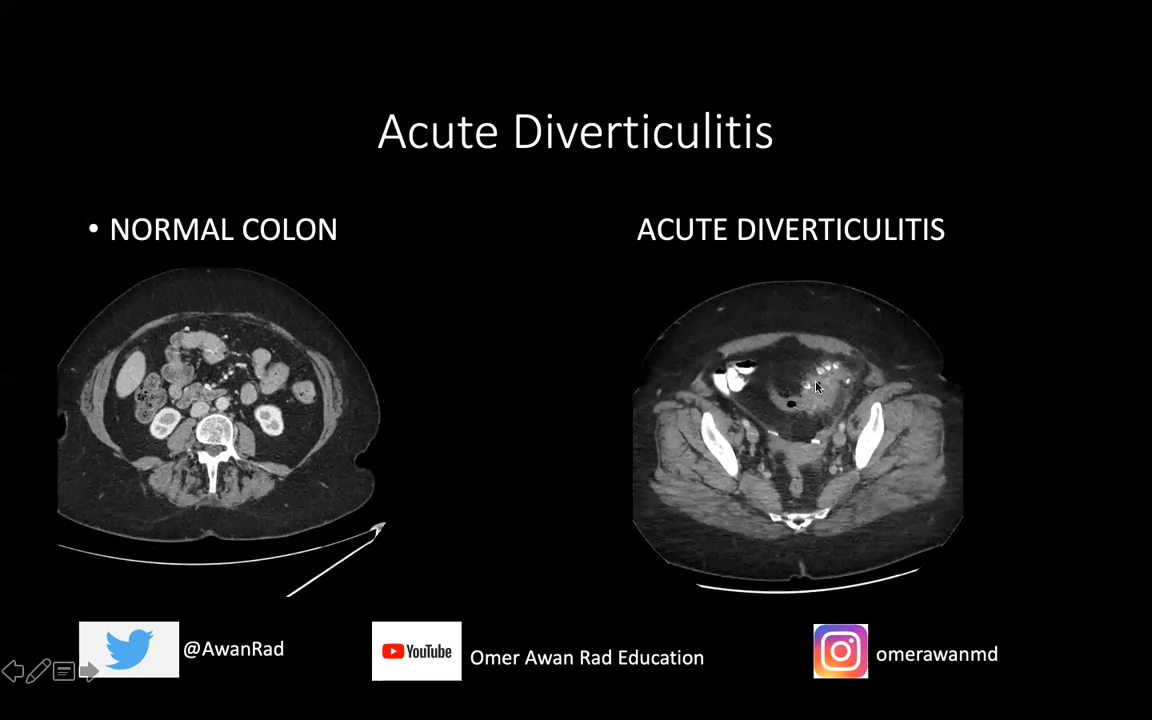 Acute Diverticulitis
• NORMAL COLON
ACUTE DIVERTICULITIS
@AwanRad
YouTube
Omer Awan Rad Education
omerawanmd